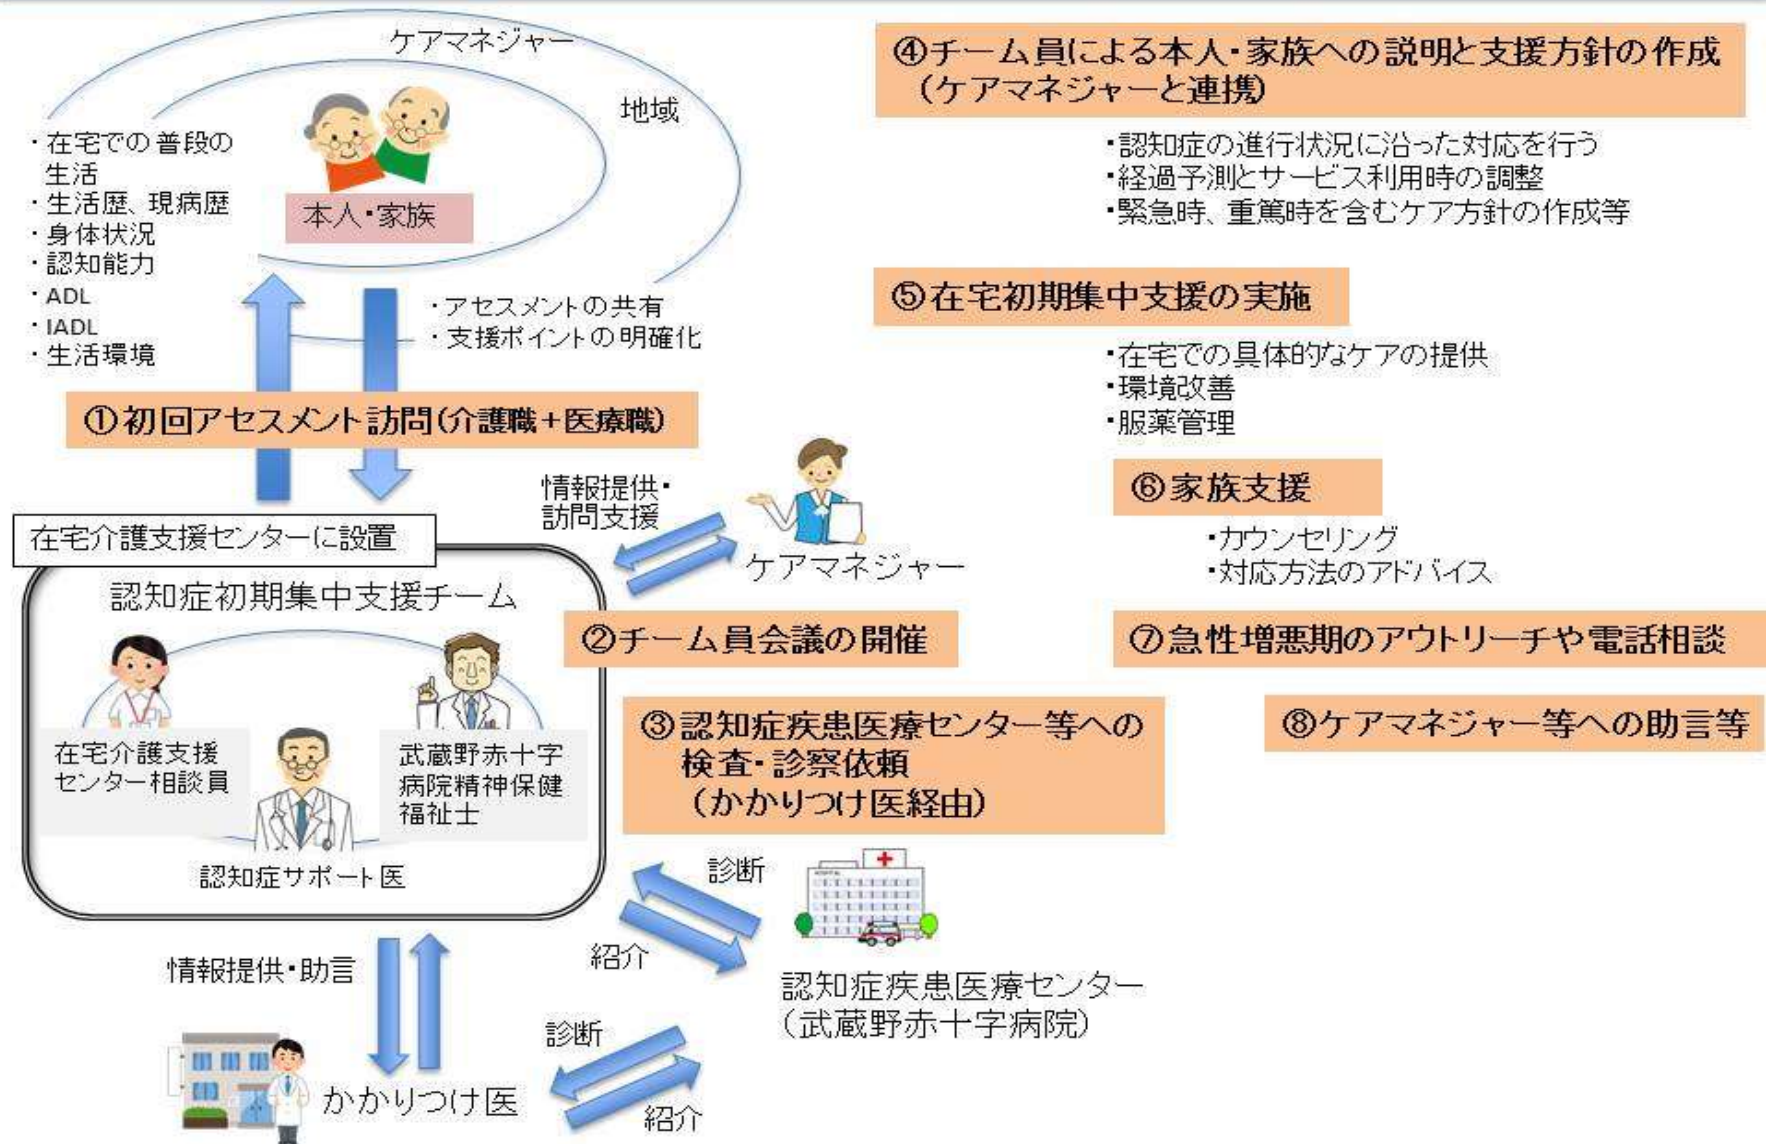 ケアマネジャー
地域
本人・家族
・在宅での普段の
生活
・生活歴、現病歴
・身体状況
・認知能力
・ADL
・IADL
・生活環境
・アセスメントの共有
・支援ポイントの明確化
①初回アセスメント訪問(介護職＋医療職)
情報提供・
訪問支援
ケアマネジャー
在宅介護支援センターに設置
認知症初期集中支援チーム
在宅介護支援
センター相談員
武蔵野赤十字
病院精神保健
福祉士
認知症サポート医
②チーム員会議の開催
③認知症疾患医療センター等への
検査・診察依頼
（かかりつけ医経由）
診断
紹介
HOSPITAL
認知症疾患医療センター
（武蔵野赤十字病院）
情報提供・助言
かかりつけ医
診断
紹介
④チーム員による本人・家族への説明と支援方針の作成
（ケアマネジャーと連携）
・認知症の進行状況に沿った対応を行う
・経過予測とサービス利用時の調整
・緊急時、重篤時を含むケア方針の作成等
⑤在宅初期集中支援の実施
・在宅での具体的なケアの提供
・環境改善
・服薬管理
⑥家族支援
・カウンセリング
・対応方法のアドバイス
⑦急性増悪期のアウトリーチや電話相談
⑧ケアマネジャー等への助言等